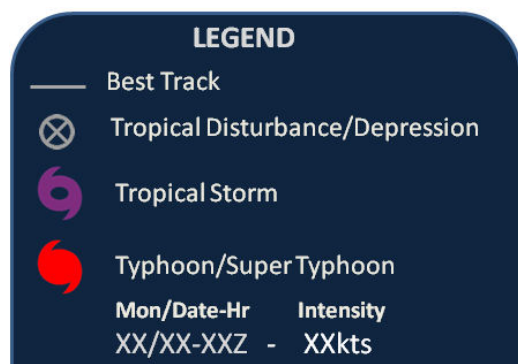 LEGEND
Best Track
Tropical Disturbance/Depression
Tropical Storm
Typhoon/Super Typhoon
Mon/Date-Hr Intensity
XX/XX-XXZ - XXkts